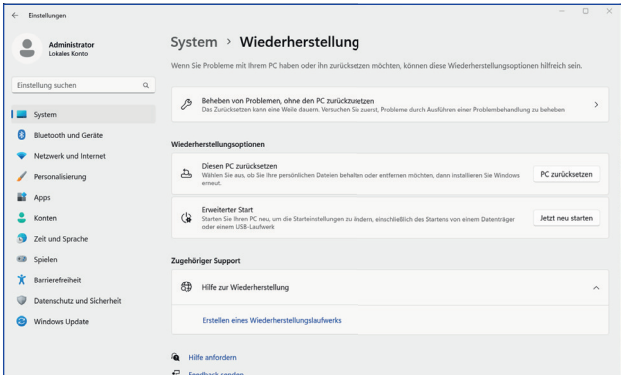 Einstellungen
Administrator
Lokales Konto
Einstellung suchen
System
Bluetooth und Geräte
Netzwerk und Internet
Personalisierung
Apps
Konten
Zeit und Sprache
Spielen
Barrierefreiheit
Datenschutz und Sicherheit
Windows Update
System > Wiederherstellung
Wenn Sie Probleme mit Ihrem PC haben oder ihn zurücksetzen möchten, können diese Wiederherstellungsoptionen hilfreich sein.
Beheben von Problemen, ohne den PC zurückzusetzen
Das Zurücksetzen kann eine Weile dauern. Versuchen Sie zuerst, Probleme durch Ausführen einer Problembehandlung zu beheben
Wiederherstellungsoptionen
Diesen PC zurücksetzen
Wählen Sie aus, ob Sie Ihre persönlichen Dateien behalten oder entfernen möchten, dann installieren Sie Windows
erneut.
PC zurücksetzen
Erweiterter Start
Starten Sie Ihren PC neu, um die Starteinstellungen zu ändern, einschließlich des Startens von einem Datenträger
oder einem USB-Laufwerk
Jetzt neu starten
Zugehöriger Support
Hilfe zur Wiederherstellung
Erstellen eines Wiederherstellungslaufwerks
Hilfe anfordern
Feedback senden